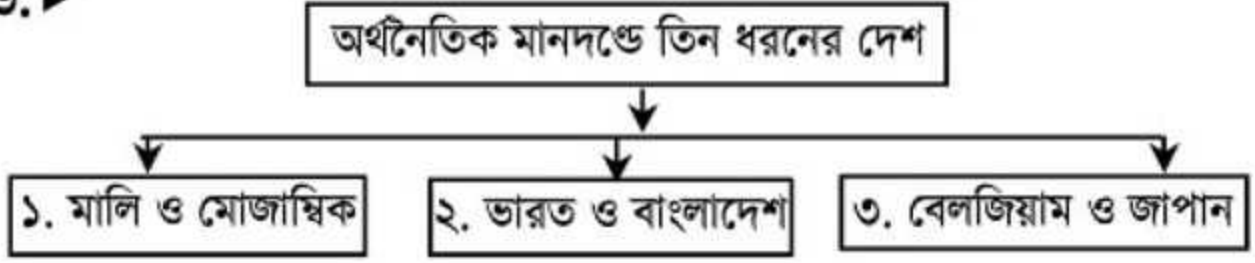 অর্থনৈতিক মানদণ্ডে তিন ধরনের দেশ
১. মালি ও মোজাম্বিক
২. ভারত ও বাংলাদেশ
৩. বেলজিয়াম ও জাপান